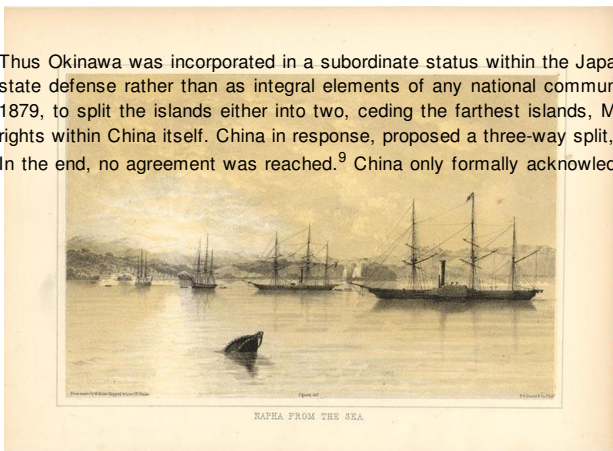 Thus Okinawa was incorporated in a subordinate status within the Japa
state defense rather than as integral elements of any national commun
1879, to split the islands either into two, ceding the farthest islands, M
rights within China itself. China in response, proposed a three-way split,
In the end, no agreement was reached.9 China only formally acknowled
NAPHA FROM THE SEA.